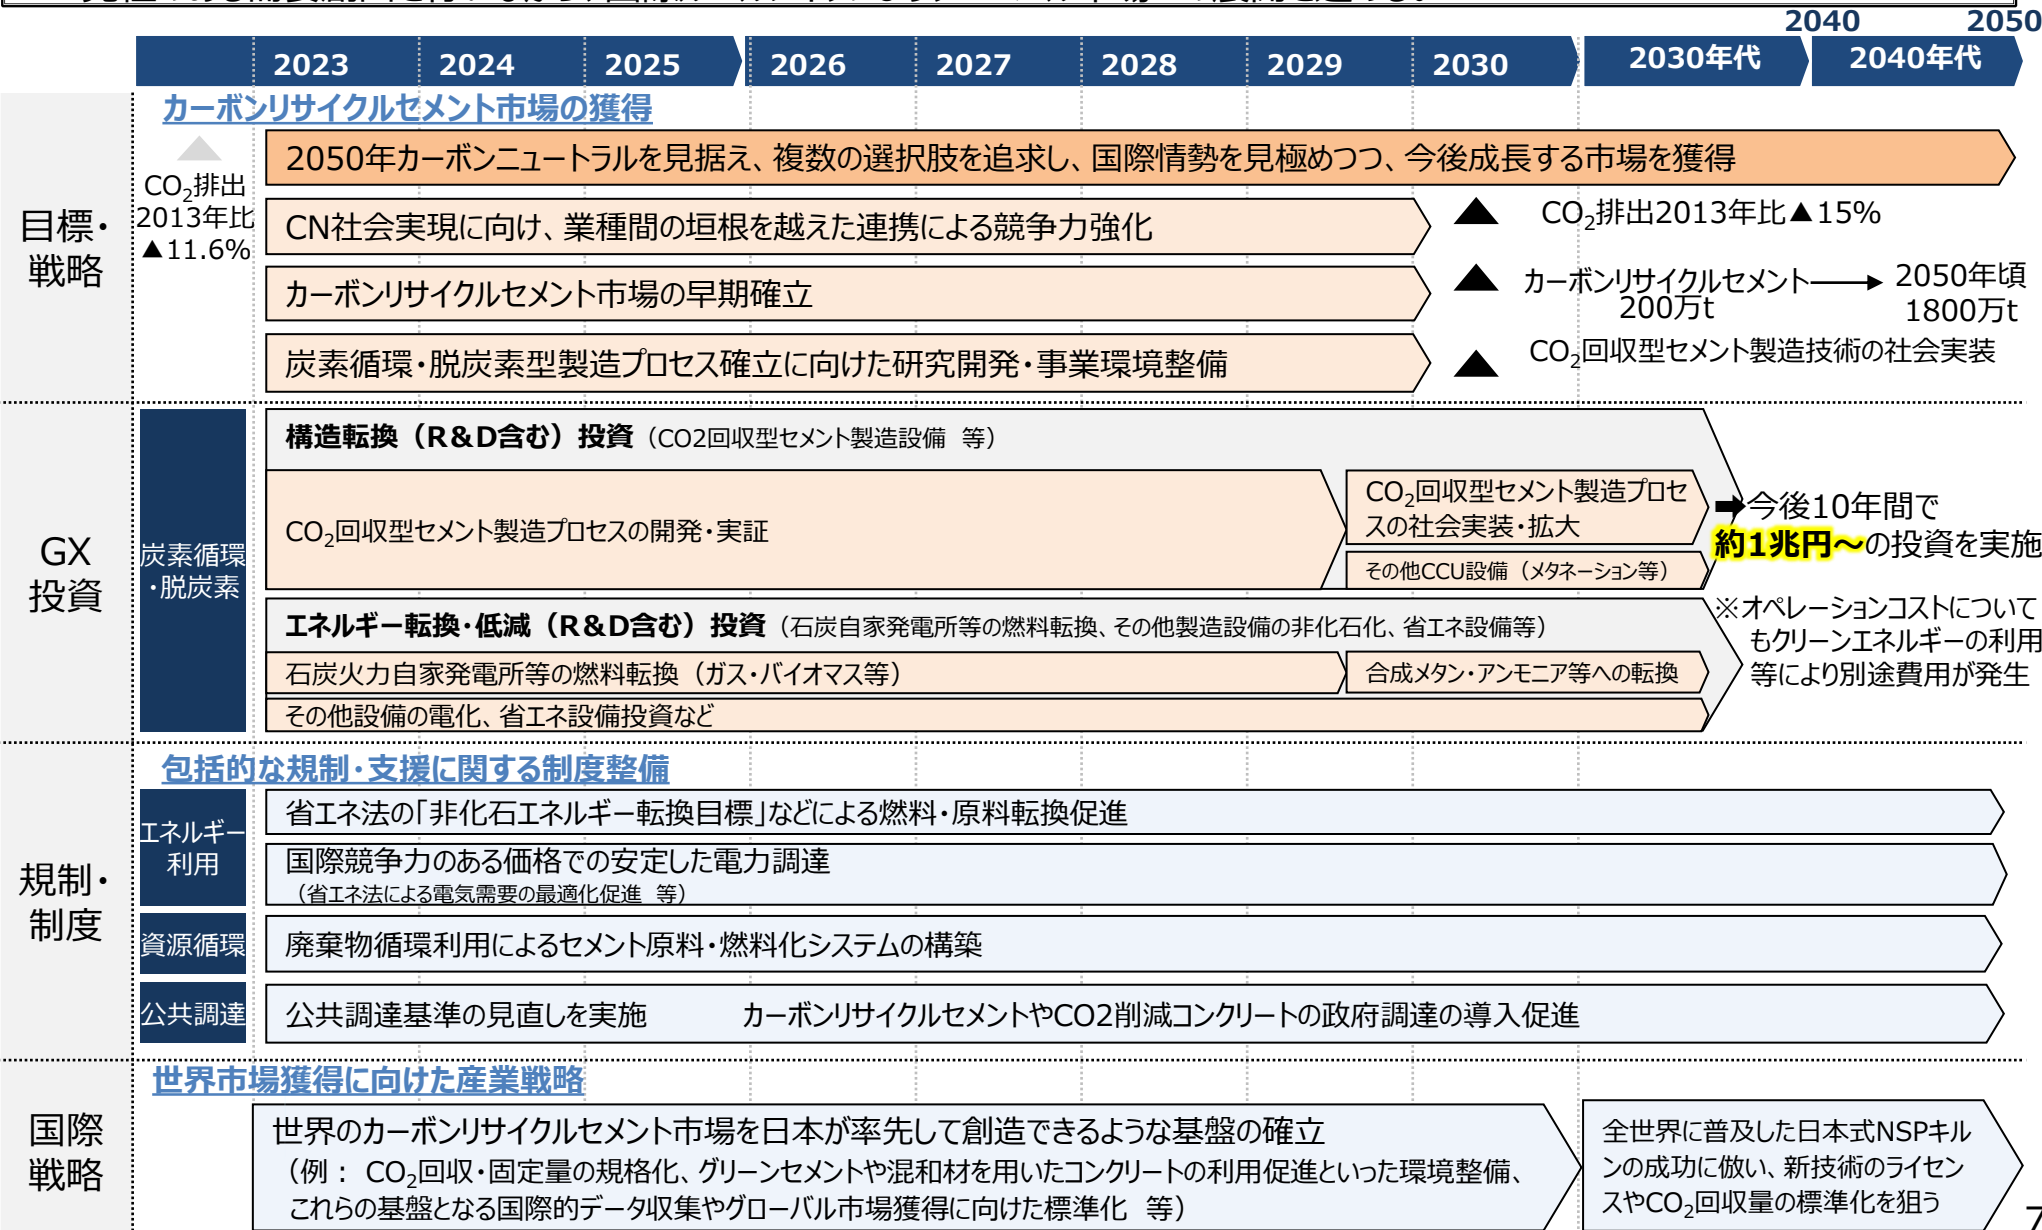 2040 2050
2023 2024 2025 2026 2027 2028 2029 2030 2030年代 2040年代
目標・
戦略
カーボンリサイクルセメント市場の獲得
CO2排出
2013年比
▲11.6%
2050年カーボンニュートラルを見据え、複数の選択肢を追求し、国際情勢を見極めつつ、今後成長する市場を獲得
CN社会実現に向け、業種間の垣根を越えた連携による競争力強化
CO2排出2013年比▲15%
カーボンリサイクルセメント市場の早期確立
カーボンリサイクルセメント
200万t
2050年頃
1800万t
炭素循環・脱炭素型製造プロセス確立に向けた研究開発・事業環境整備
CO2回収型セメント製造技術の社会実装
GX
投資
炭素循環
・脱炭素
構造転換（R＆D含む）投資（CO2回収型セメント製造設備 等）
CO2回収型セメント製造プロセスの開発・実証
CO2回収型セメント製造プロセ
スの社会実装・拡大
その他CCU設備（メタネーション等）
➡今後10年間で
約1兆円～の投資を実施
エネルギー転換・低減（R＆D含む）投資（石炭自家発電所等の燃料転換、その他製造設備の非化石化、省エネ設備等）
石炭火力自家発電所等の燃料転換（ガス・バイオマス等）
合成メタン・アンモニア等への転換
その他設備の電化、省エネ設備投資など
※オペレーションコストについて
もクリーンエネルギーの利用
等により別途費用が発生
規制・
制度
包括的な規制・支援に関する制度整備
エネルギー
利用
省エネ法の「非化石エネルギー転換目標」などによる燃料・原料転換促進
国際競争力のある価格での安定した電力調達
（省エネ法による電気需要の最適化促進 等）
資源循環
廃棄物循環利用によるセメント原料・燃料化システムの構築
公共調達
公共調達基準の見直しを実施 カーボンリサイクルセメントやCO2削減コンクリートの政府調達の導入促進
国際
戦略
世界市場獲得に向けた産業戦略
世界のカーボンリサイクルセメント市場を日本が率先して創造できるような基盤の確立
（例： CO2回収・固定量の規格化、グリーンセメントや混和材を用いたコンクリートの利用促進といった環境整備、
これらの基盤となる国際的データ収集やグローバル市場獲得に向けた標準化 等）
全世界に普及した日本式NSPキル
ンの成功に倣い、新技術のライセン
スやCO2回収量の標準化を狙う